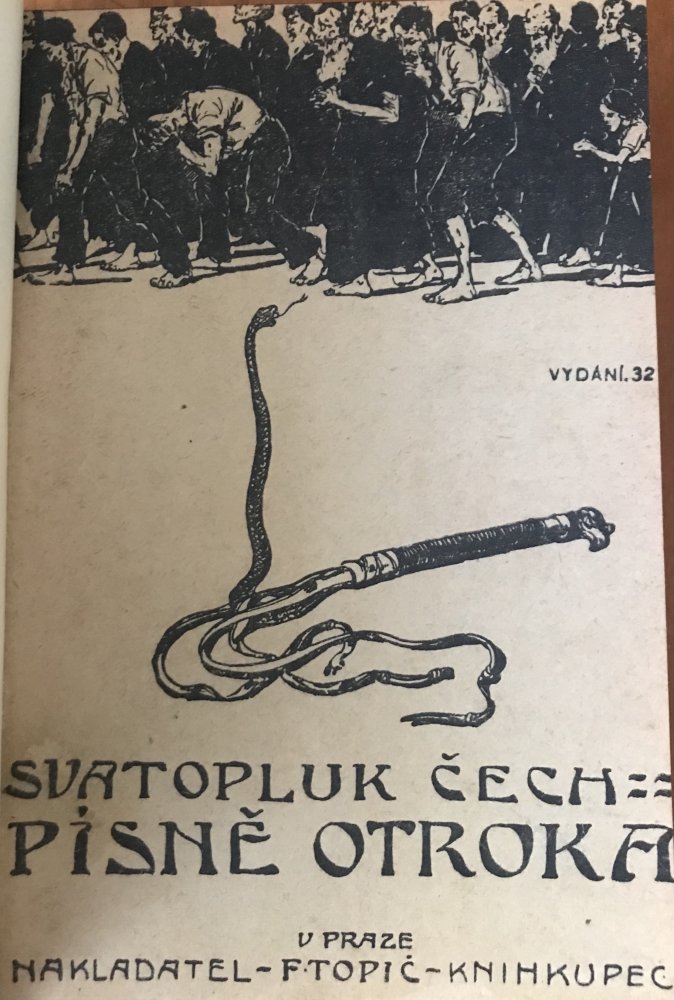 VYDÁNÍ.32
SVATOPLUK ČECH==
PÍSNĚ OTROKA
V PRAZE
NAKLADATEL-F.TOPIČ-KNIHKUPEC